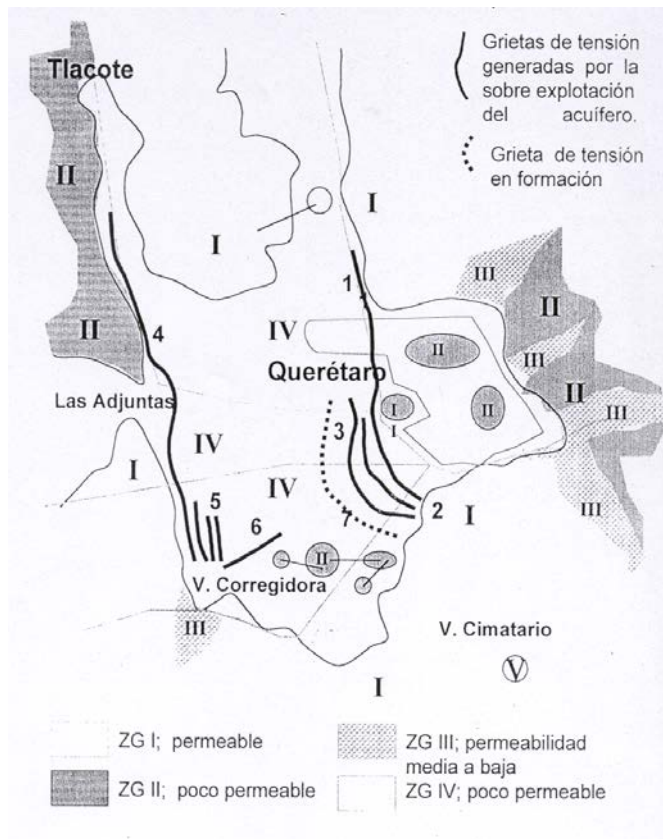 Grietas de tensión
generadas por la
sobre explotación
del acuífero.
Grieta de tensión
en formación
Tlacote
II
I
I
III
II
1
II
4
IV
II
III
II
Querétaro
Las Adjuntas
I
I
II
III
3
I
IV
IV
5
6
7
2
I
III
II
V. Corregidora
III
V. Cimatario
V
I
ZG I; permeable
ZG III; permeabilidad
media a baja
ZG II; poco permeable
ZG IV; poco permeable